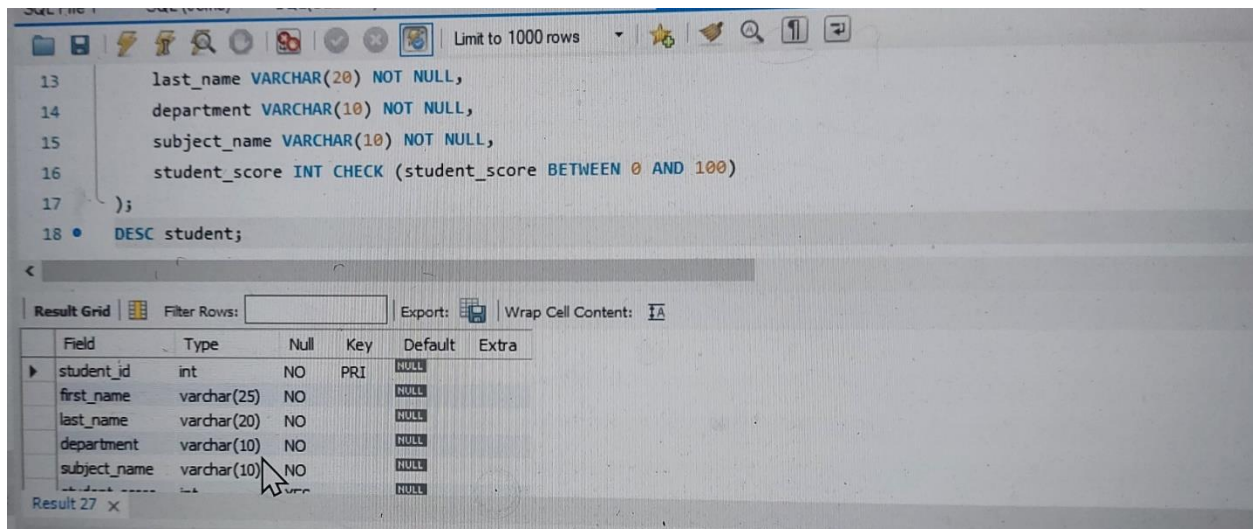 Limit to 1000 rows
13 last_name VARCHAR(20) NOT NULL,
14 department VARCHAR(10) NOT NULL,
15 subject_name VARCHAR(10) NOT NULL,
16 student_score INT CHECK (student_score BETWEEN 0 AND 100)
17 );
18 DESC student;
Result Grid Filter Rows: Export: Wrap Cell Content: IA
Field Type Null Key Default Extra
student_id int NO PRI NULL
first_name varchar(25) NO NULL
last_name varchar(20) NO NULL
department varchar(10) NO NULL
subject_name varchar(10) NO NULL
NULL
Result 27